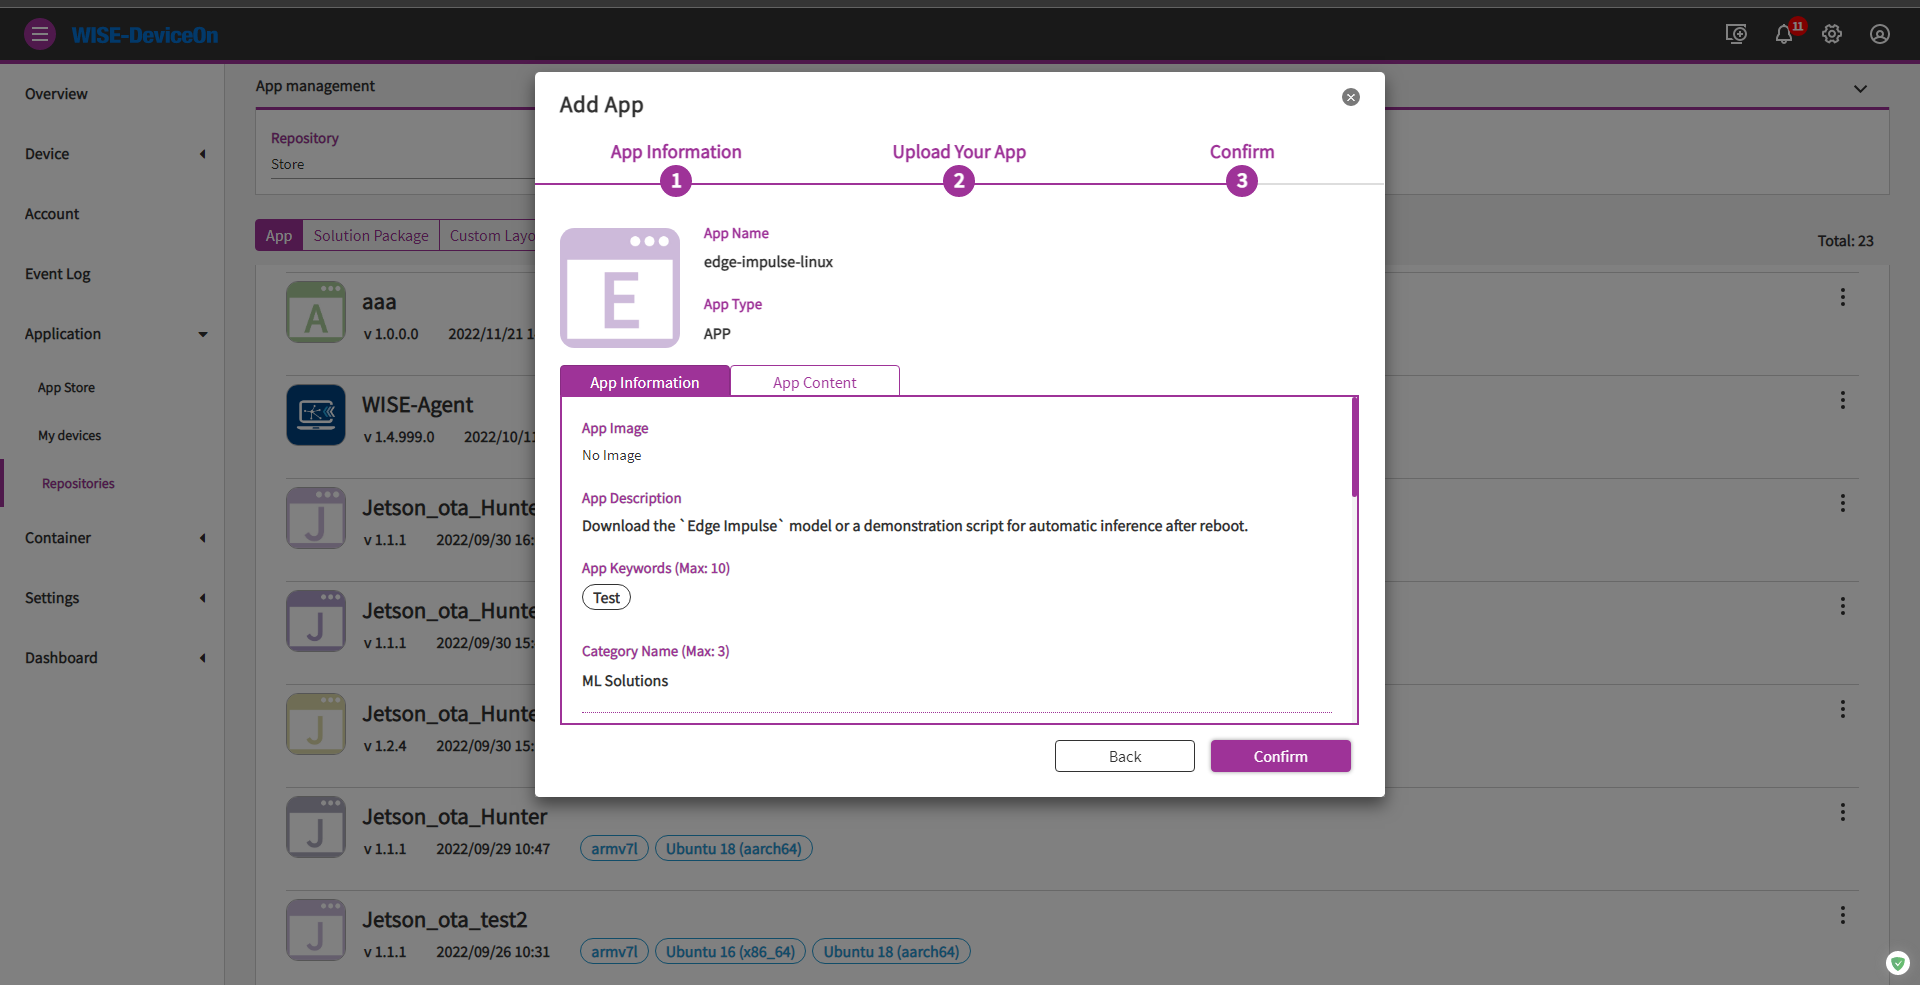 WISE-DeviceOn
11
Overview
Device
Account
Event Log
Application
App Store
My devices
Repositories
Container
Settings
Dashboard
App management
Repository
Store
App
Solution Package
Custom Layo
Total: 23
A
aaa
v 1.0.0.0
2022/11/21 1
WISE-Agent
v 1.4.999.0
2022/10/11
J
Jetson_ota_Hunte
v 1.1.1
2022/09/30 16:
J
Jetson_ota_Hunte
v 1.1.1
2022/09/30 15:
J
Jetson_ota_Hunte
v 1.2.4
2022/09/30 15:
J
Jetson_ota_Hunter
v 1.1.1
2022/09/29 10:47
armv7l
Ubuntu 18 (aarch64)
J
Jetson_ota_test2
v 1.1.1
2022/09/26 10:31
armv7l
Ubuntu 16 (x86_64)
Ubuntu 18 (aarch64)
Add App
App Information
1
Upload Your App
2
Confirm
3
E
App Name
edge-impulse-linux
App Type
APP
App Information
App Content
App Image
No Image
App Description
Download the `Edge Impulse` model or a demonstration script for automatic inference after reboot.
App Keywords (Max: 10)
Test
Category Name (Max: 3)
ML Solutions
Back
Confirm